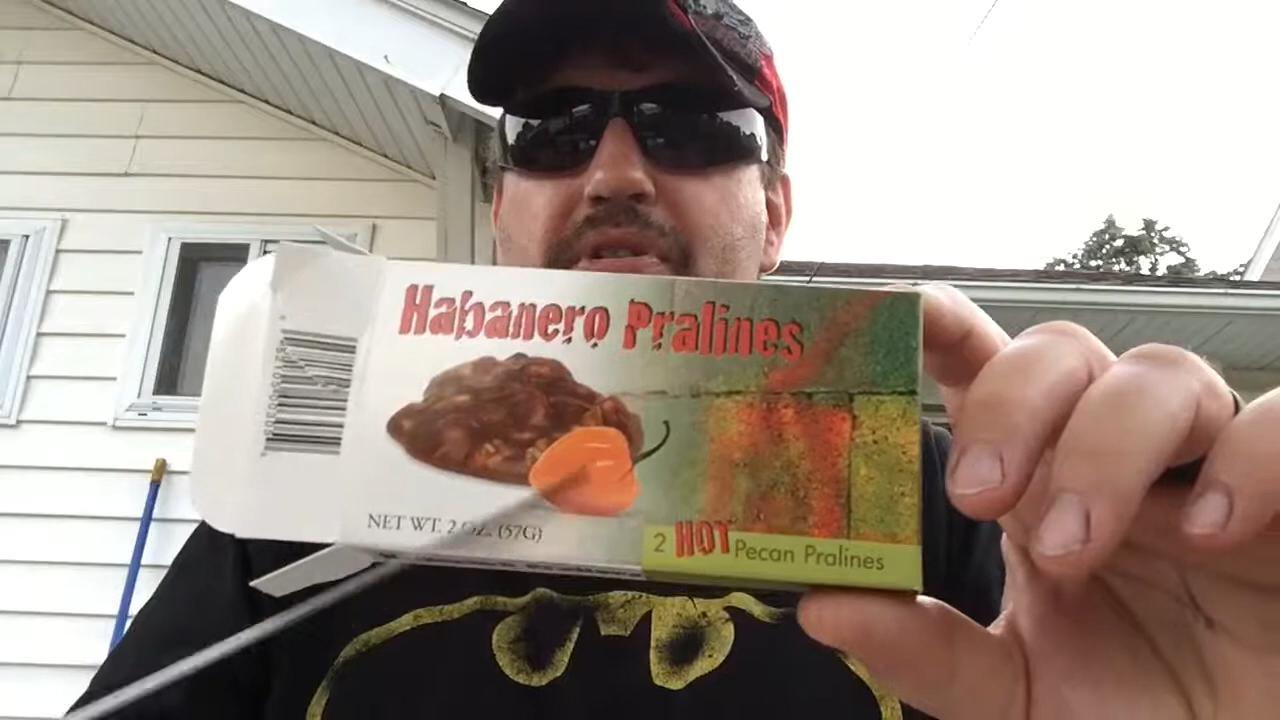 Habanero Pralines
NET WT. 2 OZ. (57G)
2 HOT Pecan Pralines